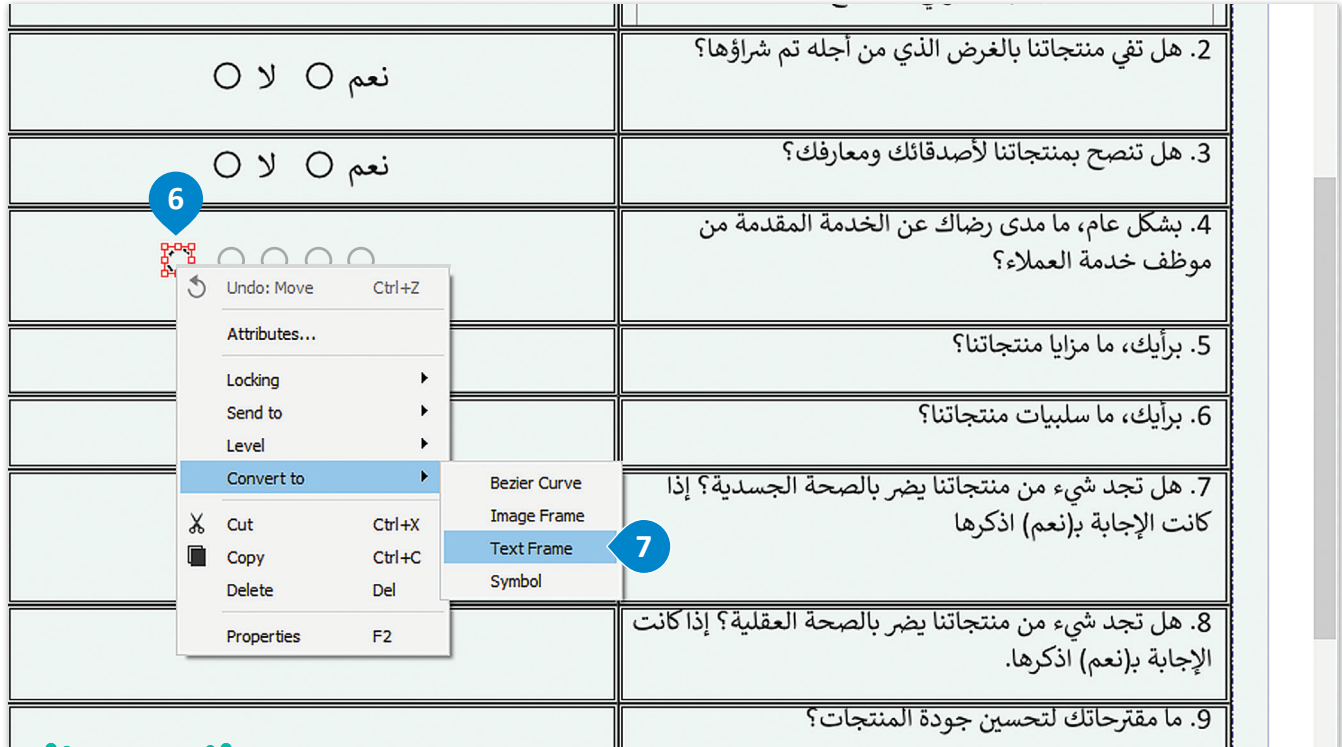 2. هل تفي منتجاتنا بالغرض الذي من أجله تم شراؤها؟
نعم لا
3. هل تنصح بمنتجاتنا لأصدقائك ومعارفك؟
نعم لا
6
4. بشكل عام، ما مدى رضاك عن الخدمة المقدمة من
موظف خدمة العملاء؟
Undo: Move Ctrl+Z
Attributes...
Locking
Send to
Level
Convert to
Cut Ctrl+X
Copy Ctrl+C
Delete Del
Properties F2
Bezier Curve
Image Frame
Text Frame
Symbol
7
5. برأيك، ما مزايا منتجاتنا؟
6. برأيك، ما سلبيات منتجاتنا؟
7. هل تجد شيء من منتجاتنا يضر بالصحة الجسدية؟ إذا
كانت الإجابة بـ(نعم) اذكرها
8. هل تجد شيء من منتجاتنا يضر بالصحة العقلية؟ إذا كانت
الإجابة بـ(نعم) اذكرها.
9. ما مقترحاتك لتحسين جودة المنتجات؟